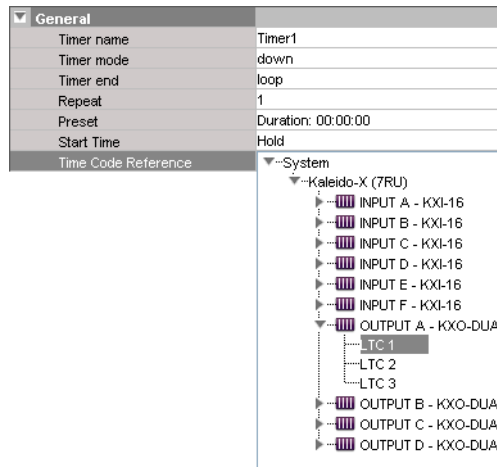 General
Timer name Timer1
Timer mode down
Timer end loop
Repeat 1
Preset Duration: 00:00:00
Start Time Hold
Time Code Reference System
Kaleido-X (7RU)
INPUT A - KXI-16
INPUT B - KXI-16
INPUT C - KXI-16
INPUT D - KXI-16
INPUT E - KXI-16
INPUT F - KXI-16
OUTPUT A - KXO-DUA
LTC 1
LTC 2
LTC 3
OUTPUT B - KXO-DUA
OUTPUT C - KXO-DUA
OUTPUT D - KXO-DUA